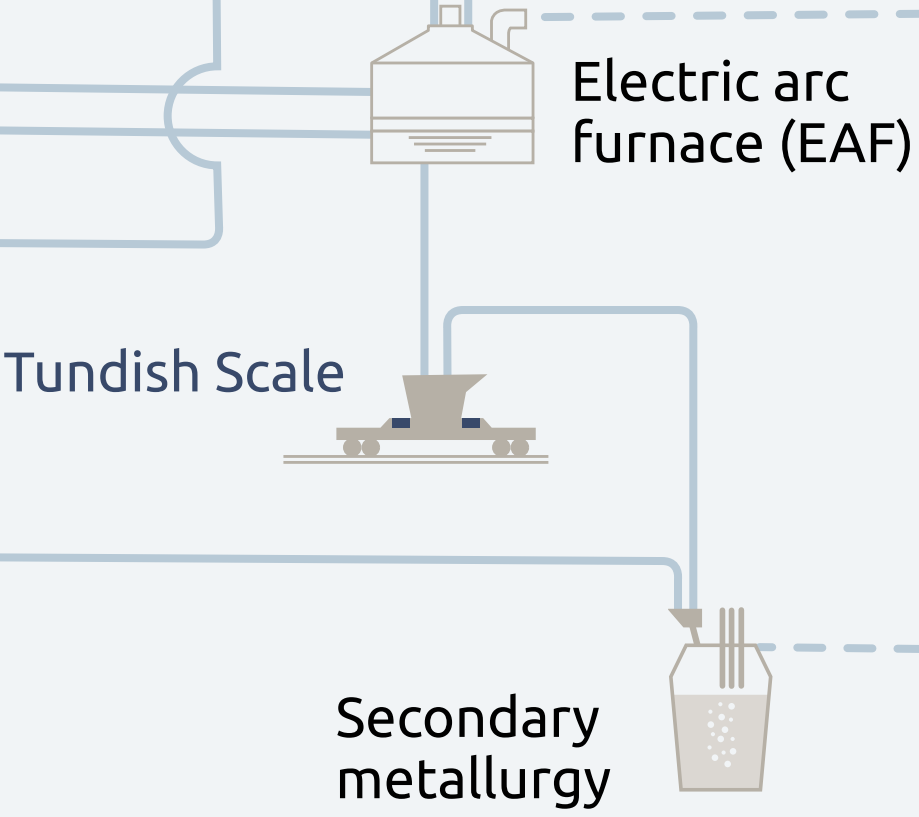 Electric arc
furnace (EAF)
Tundish Scale
Secondary
metallurgy